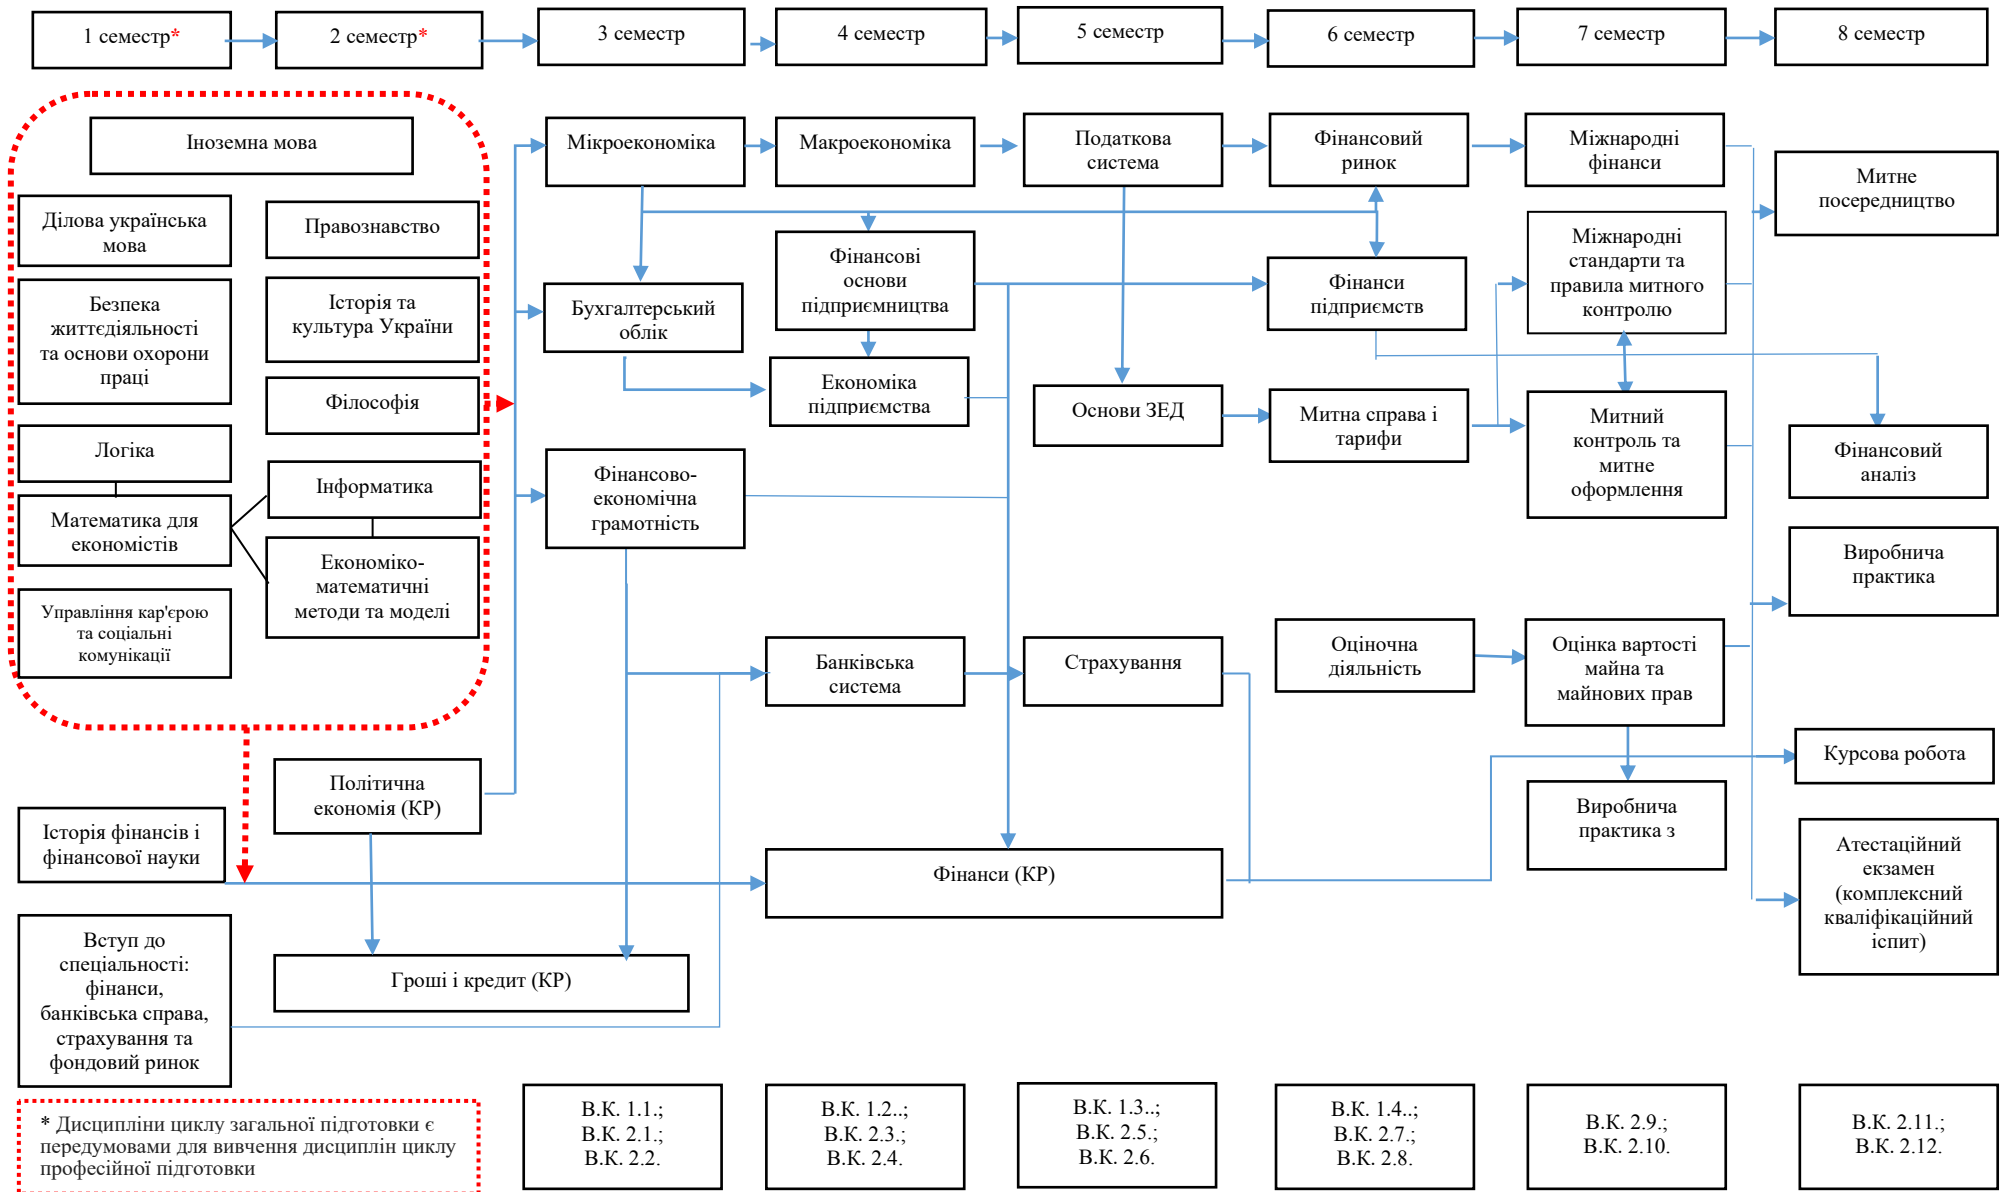 1 семестр*
2 семестр*
3 семестр
4 семестр
5 семестр
6 семестр
7 семестр
8 семестр
Іноземна мова
Ділова українська
мова
Правознавство
Безпека
життєдіяльності
та основи охорони
праці
Історія та
культура України
Філософія
Логіка
Математика для
економістів
Інформатика
Економіко-
математичні
методи та моделі
Управління кар'єрою
та соціальні
комунікації
Політична
економія (КР)
Історія фінансів і
фінансової науки
Вступ до
спеціальності:
фінанси,
банківська справа,
страхування та
фондовий ринок
Гроші і кредит (КР)
Мікроекономіка
Бухгалтерський
облік
Фінансово-
економічна
грамотність
Макроекономіка
Фінансові
основи
підприємництва
Економіка
підприємства
Банківська
система
Фінанси (КР)
Податкова
система
Основи ЗЕД
Страхування
Фінансовий
ринок
Фінанси
підприємств
Митна справа і
тарифи
Оціночна
діяльність
Міжнародні
фінанси
Міжнародні
стандарти та
правила митного
контролю
Митний
контроль та
митне
оформлення
Оцінка вартості
майна та
майнових прав
Виробнича
практика з
Митне
посередництво
Фінансовий
аналіз
Виробнича
практика
Курсова робота
Атестаційний
екзамен
(комплексний
кваліфікаційний
іспит)
* Дисципліни циклу загальної підготовки є
передумовами для вивчення дисциплін циклу
професійної підготовки
В.К. 1.1.;
В.К. 2.1.;
В.К. 2.2.
В.К. 1.2..;
В.К. 2.3.;
В.К. 2.4.
В.К. 1.3..;
В.К. 2.5.;
В.К. 2.6.
В.К. 1.4..;
В.К. 2.7.;
В.К. 2.8.
В.К. 2.9.;
В.К. 2.10.
В.К. 2.11.;
В.К. 2.12.